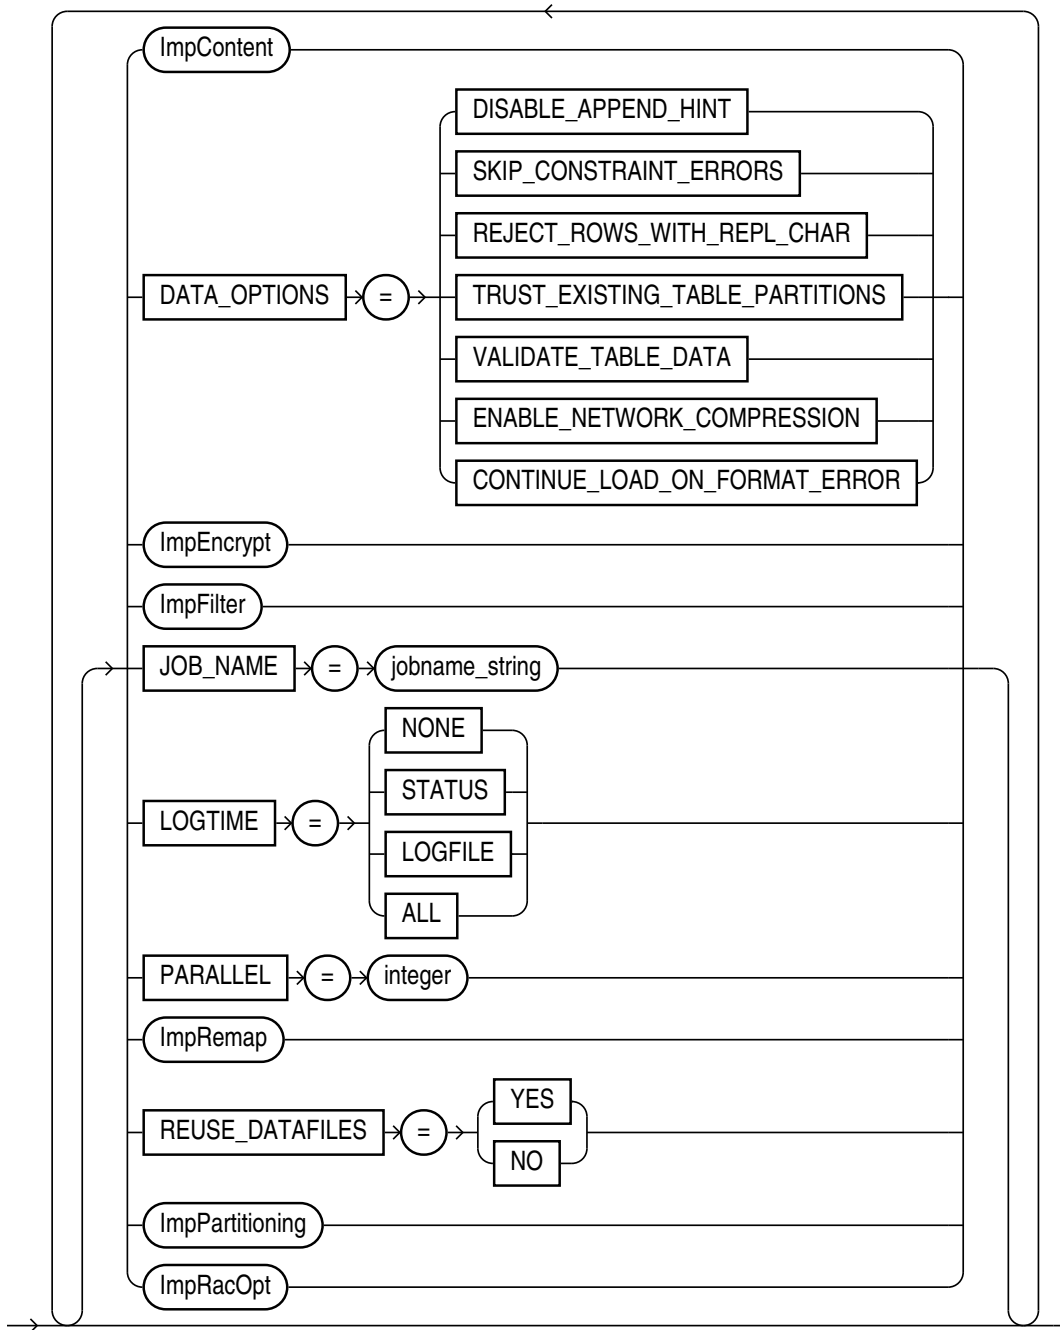 ImpContent
DISABLE_APPEND_HINT
SKIP_CONSTRAINT_ERRORS
REJECT_ROWS_WITH_REPL_CHAR
DATA_OPTIONS = TRUST_EXISTING_TABLE_PARTITIONS
VALIDATE_TABLE_DATA
ENABLE_NETWORK_COMPRESSION
CONTINUE_LOAD_ON_FORMAT_ERROR
ImpEncrypt
ImpFilter
JOB_NAME = jobname_string
NONE
STATUS
LOGTIME =
LOGFILE
ALL
PARALLEL = integer
ImpRemap
YES
REUSE_DATAFILES =
NO
ImpPartitioning
ImpRacOpt